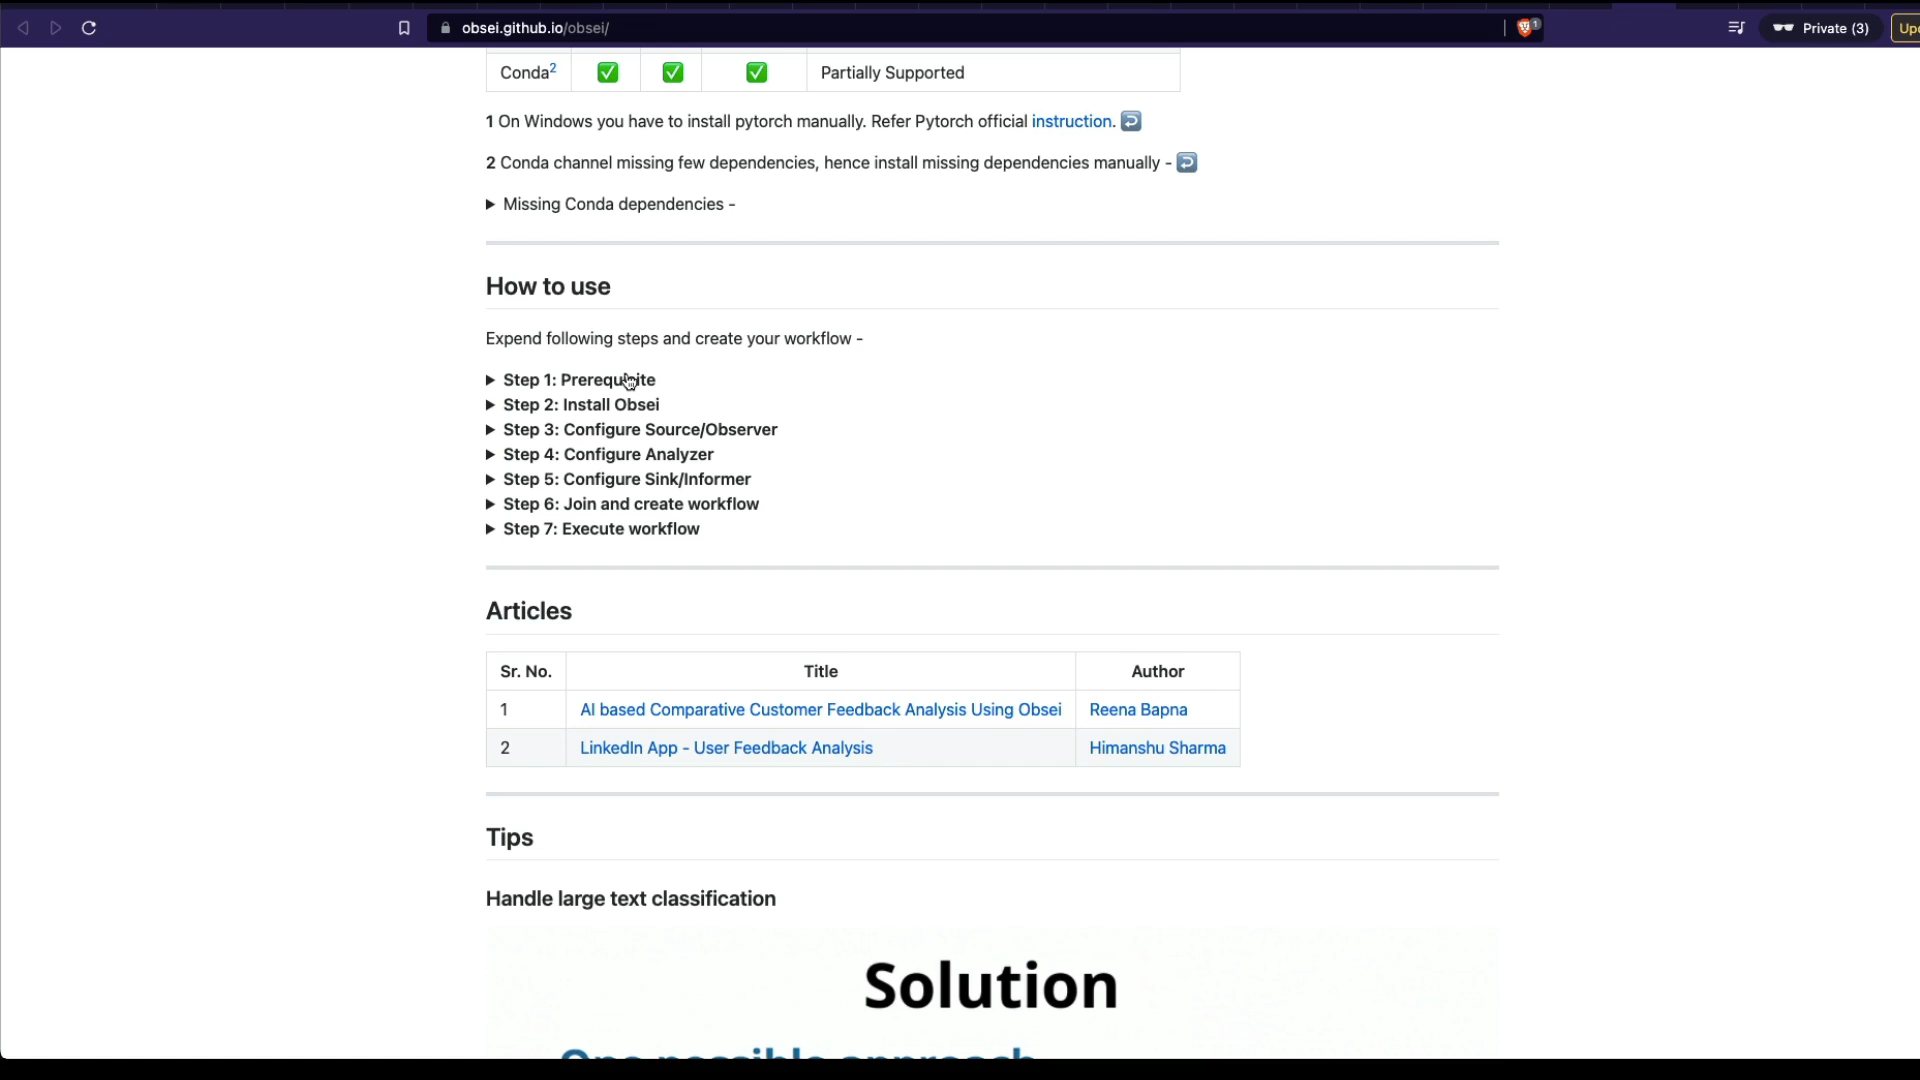 obsei.github.io/obsei/
1
Private (3)
Conda2
Partially Supported
1 On Windows you have to install pytorch manually. Refer Pytorch official instruction.
2 Conda channel missing few dependencies, hence install missing dependencies manually -
Missing Conda dependencies -
How to use
Expend following steps and create your workflow -
Step 1: Prerequisite
Step 2: Install Obsei
Step 3: Configure Source/Observer
Step 4: Configure Analyzer
Step 5: Configure Sink/Informer
Step 6: Join and create workflow
Step 7: Execute workflow
Articles
Sr. No. Title Author
1 AI based Comparative Customer Feedback Analysis Using Obsei Reena Bapna
2 LinkedIn App - User Feedback Analysis Himanshu Sharma
Tips
Handle large text classification
Solution
One possible approach